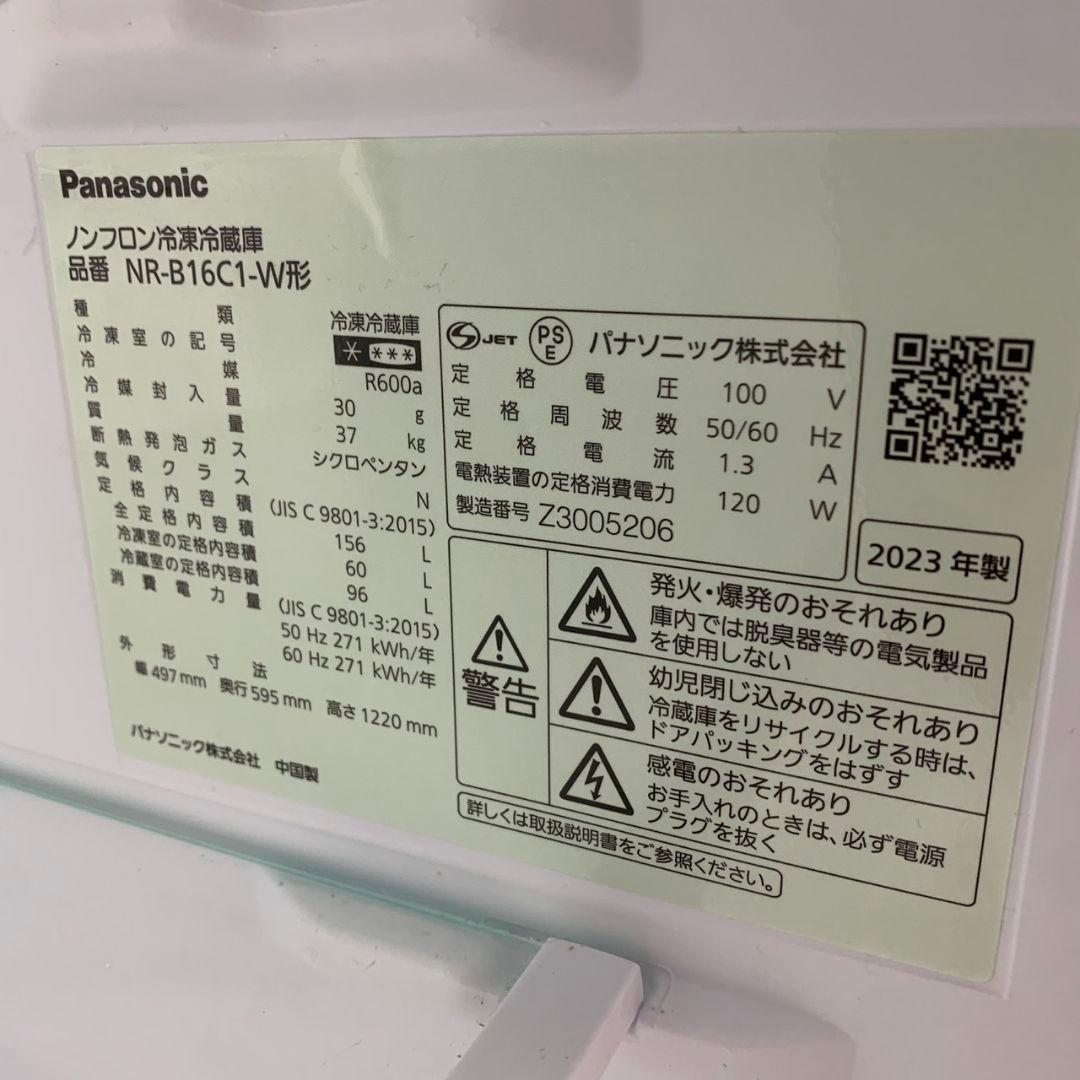 Panasonic
ノンフロン冷凍冷蔵庫
品番 NR-B16C1-W形
種類 冷凍冷蔵庫
冷凍室の記号 * ***
冷媒 R600a
冷媒封入量 30 g
質量 37 kg
断熱発泡ガス シクロペンタン
気候クラス N
定格内容積 (JIS C 9801-3:2015)
全定格内容積 156 L
冷凍室の定格内容積 60 L
冷蔵室の定格内容積 96 L
消費電力量 (JIS C 9801-3:2015)
50 Hz 271 kWh/年
60 Hz 271 kWh/年
外形寸法
幅 497 mm 奥行 595 mm 高さ 1220 mm
パナソニック株式会社 中国製
S JET PS E パナソニック株式会社
定格電圧 100 V
定格周波数 50/60 Hz
定格電流 1.3 A
電熱装置の定格消費電力 120 W
製造番号 Z3005206
2023 年製
警告
発火・爆発のおそれあり
庫内では脱臭器等の電気製品
を使用しない
幼児閉じ込みのおそれあり
冷蔵庫をリサイクルする時は、
ドアパッキングをはずす
感電のおそれあり
お手入れのときは、必ず電源
プラグを抜く
詳しくは取扱説明書をご参照ください。